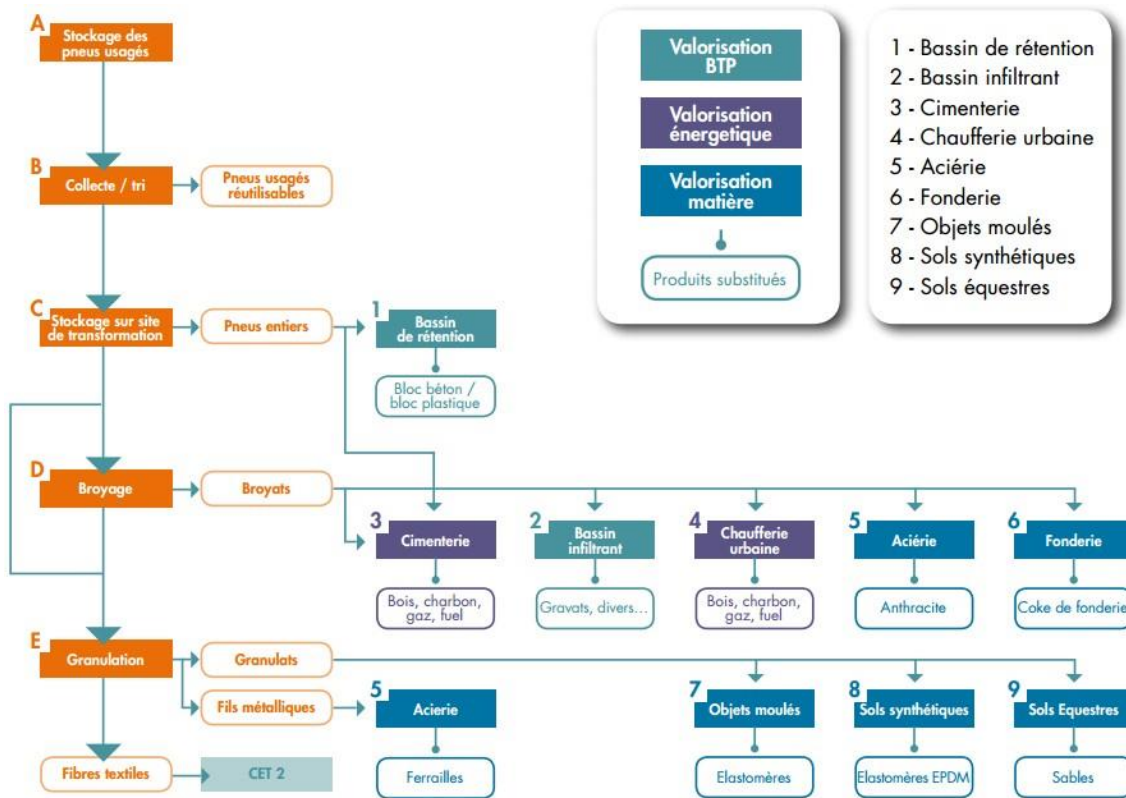 A
Stockage des
pneus usagés
Valorisation
BTP
Valorisation
énergetique
Valorisation
matière
Produits substitués
1 - Bassin de rétention
2 - Bassin infiltrant
3 - Cimenterie
4 - Chaufferie urbaine
5 - Aciérie
6 - Fonderie
7 - Objets moulés
8 - Sols synthétiques
9 - Sols équestres
B
Collecte / tri
Pneus usagés
réutilisables
C
Stockage sur site
de transformation
Pneus entiers
1
Bassin
de rétention
Bloc béton /
bloc plastique
D
Broyage
Broyats
3
Cimenterie
2
Bassin
infiltrant
4
Chaufferie
urbaine
5
Aciérie
6
Fonderie
Bois, charbon,
gaz, fuel
Gravats, divers...
Bois, charbon,
gaz, fuel
Anthracite
Coke de fonderie
E
Granulation
Granulats
Fils métalliques
5
Acierie
7
Objets moulés
8
Sols synthétiques
9
Sols Equestres
Fibres textiles
CET 2
Ferrailles
Elastomères
Elastomères EPDM
Sables